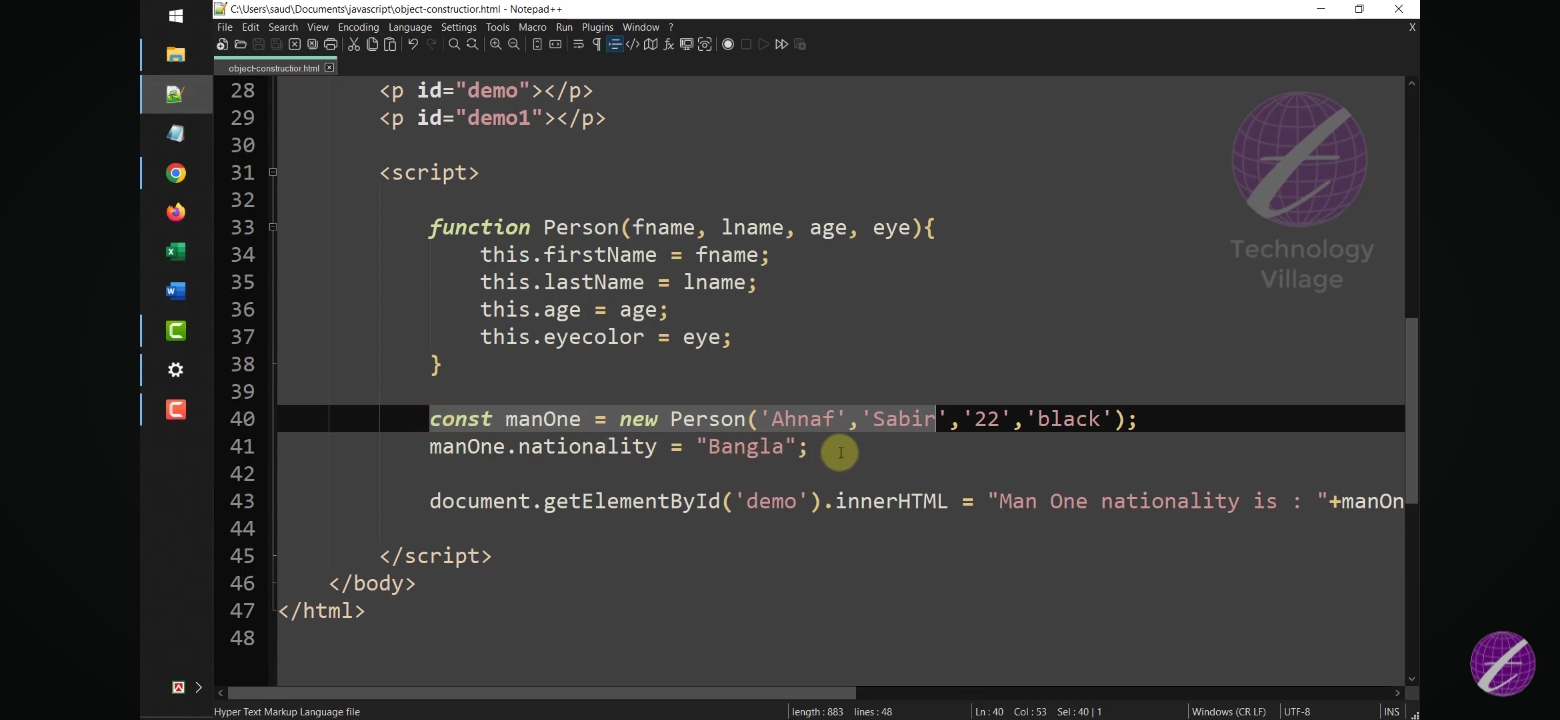 C:\Users\saud\Documents\javascript\object-constructior.html - Notepad++
File Edit Search View Encoding Language Settings Tools Macro Run Plugins Window ? X
object-constructior.html
28 <p id="demo"></p>
29 <p id="demo1"></p>
30
31 <script>
32
33 function Person(fname, lname, age, eye){
34 this.firstName = fname;
35 this.lastName = lname;
36 this.age = age;
37 this.eyecolor = eye;
38 }
39
40 const manOne = new Person('Ahnaf','Sabir','22','black');
41 manOne.nationality = "Bangla";
42
43 document.getElementById('demo').innerHTML = "Man One nationality is : "+manOn
44
45 </script>
46 </body>
47 </html>
48
Technology
Village
Hyper Text Markup Language file length : 883 lines : 48 Ln : 40 Col : 53 Sel : 40 | 1 Windows (CR LF) UTF-8 INS